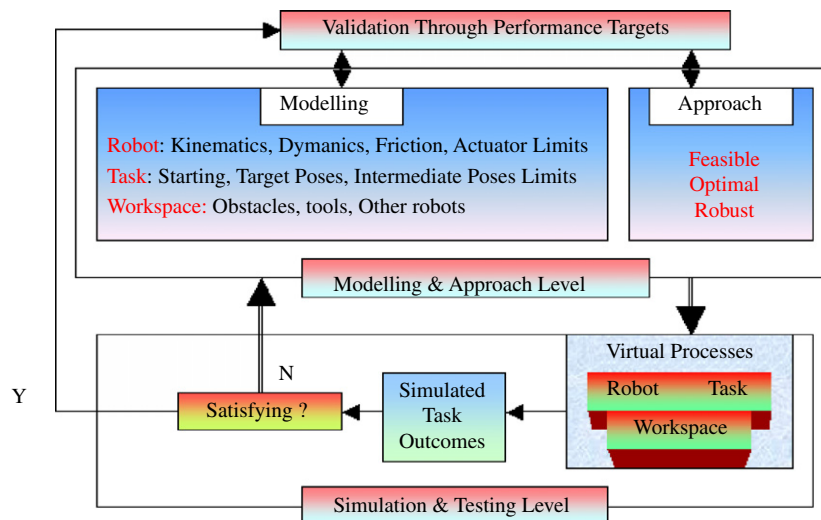 Validation Through Performance Targets
Modelling
Approach
Robot: Kinematics, Dymanics, Friction, Actuator Limits
Task: Starting, Target Poses, Intermediate Poses Limits
Workspace: Obstacles, tools, Other robots
Feasible
Optimal
Robust
Modelling & Approach Level
Virtual Processes
Robot Task
Workspace
Simulated
Task
Outcomes
Satisfying ?
N
Y
Simulation & Testing Level